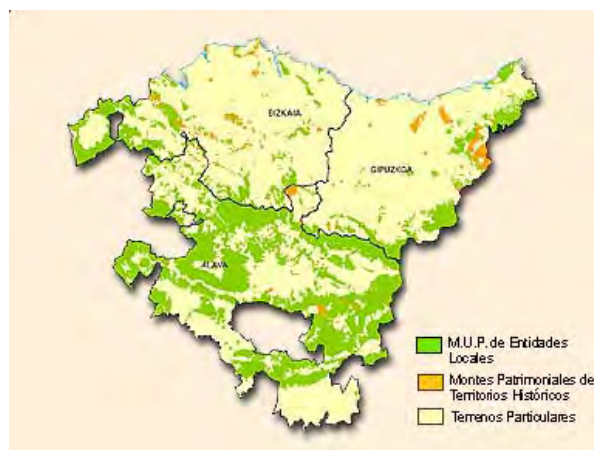 BIZKAIA
GIPUZKOA
ALAVA
M.U.P. de Entidades
Locales
Montes Patrimoniales de
Territorios Históricos
Terrenos Particulares